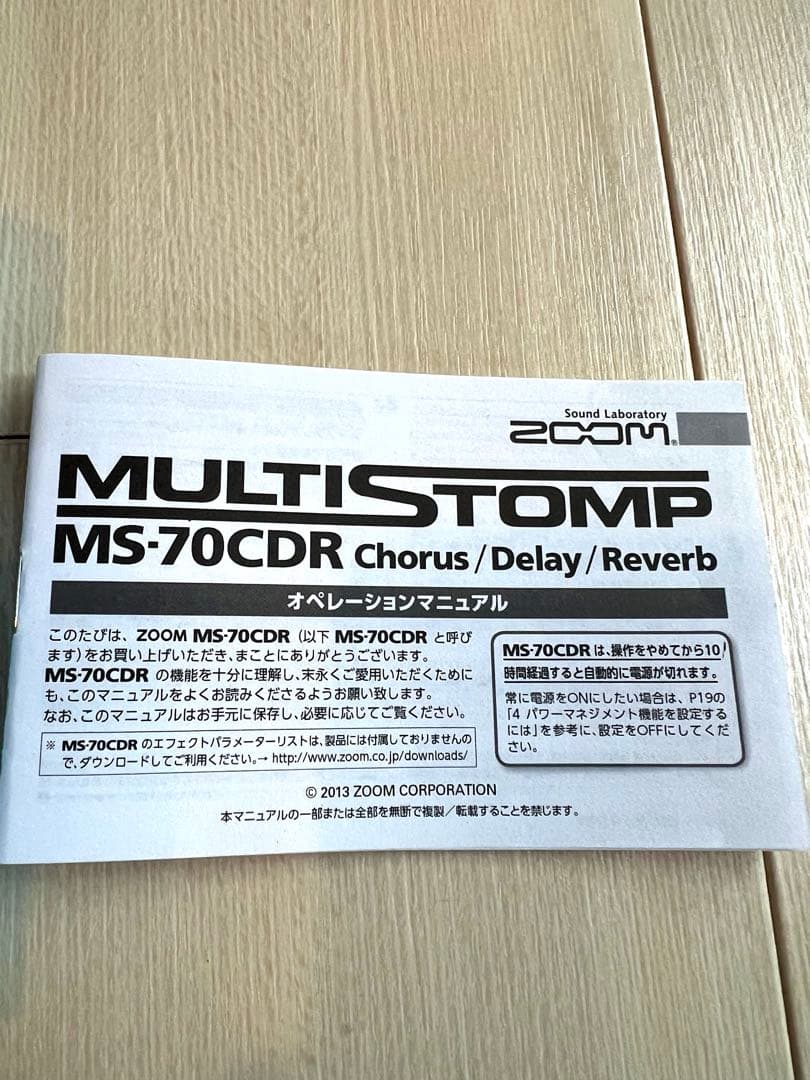 Sound Laboratory
ZOOM®
MULTISTOMP
MS-70CDR Chorus/Delay/Reverb
オペレーションマニュアル
このたびは、ZOOM MS-70CDR（以下 MS-70CDR と呼び
ます）をお買い上げいただき、まことにありがとうございます。
MS-70CDR の機能を十分に理解し、末永くご愛用いただくためにも
も、このマニュアルをよくお読みくださるようお願い致します。
なお、このマニュアルはお手元に保存し、必要に応じてご覧ください。
※ MS-70CDR のエフェクトパラメーターリストは、製品には付属しておりませんの
で、ダウンロードしてご利用ください。→ http://www.zoom.co.jp/downloads/
MS-70CDR は、操作をやめてから10
時間経過すると自動的に電源が切れます。
常に電源をONにしたい場合は、P19の
「4 パワーマネジメント機能を設定する
には」を参考に、設定をOFFにしてくだ
さい。
© 2013 ZOOM CORPORATION
本マニュアルの一部または全部を無断で複製／転載することを禁じます。